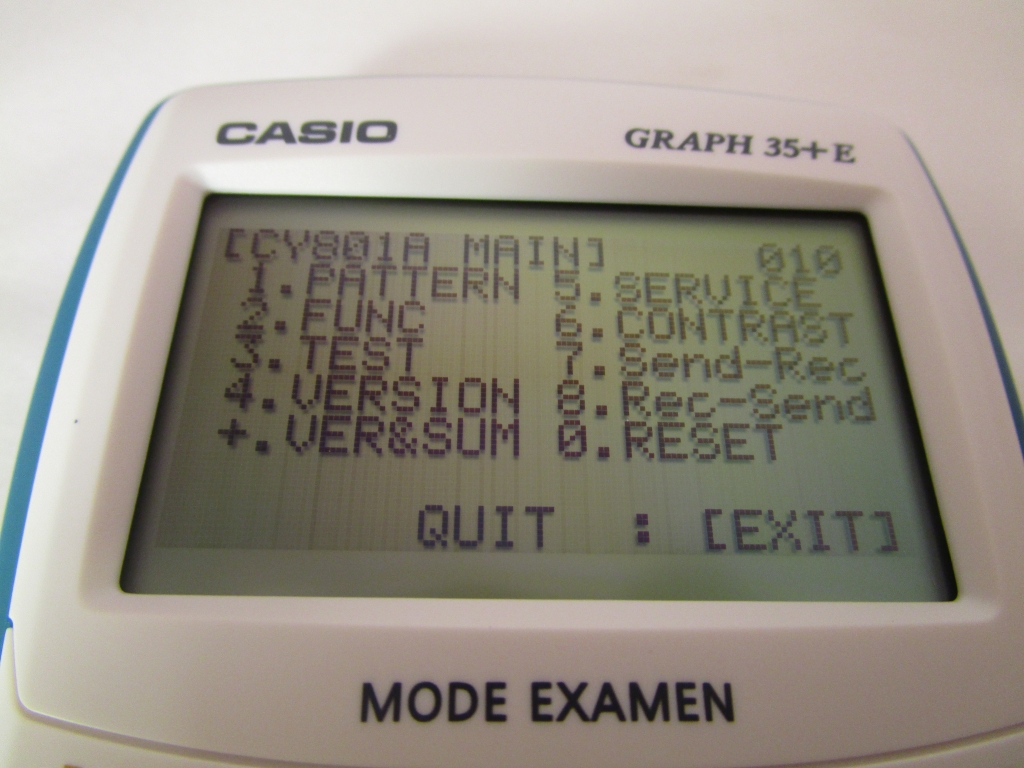 CASIO GRAPH 35+ E
[CY801A MAIN] 010
1.PATTERN 5.SERVICE
2.FUNC 6.CONTRAST
3.TEST 7.Send-Rec
4.VERSION 8.Rec-Send
+.VER&SUM 0.RESET
QUIT : [EXIT]
MODE EXAMEN